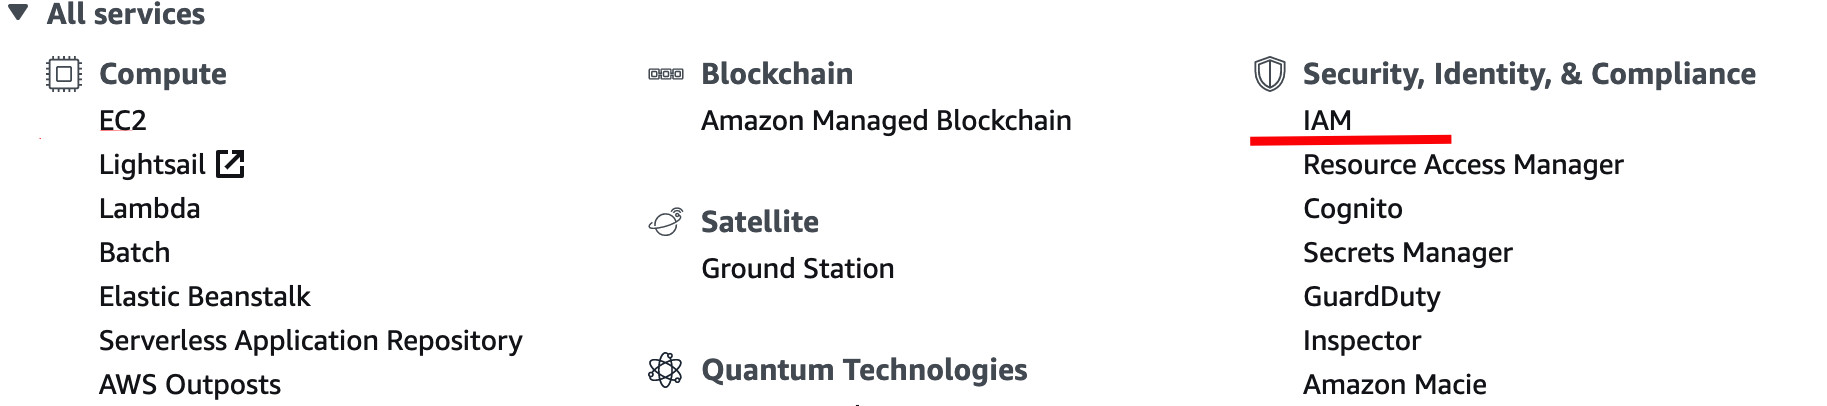 All services
Compute
EC2
Lightsail
Lambda
Batch
Elastic Beanstalk
Serverless Application Repository
AWS Outposts
Blockchain
Amazon Managed Blockchain
Satellite
Ground Station
Quantum Technologies
Security, Identity, & Compliance
IAM
Resource Access Manager
Cognito
Secrets Manager
GuardDuty
Inspector
Amazon Macie